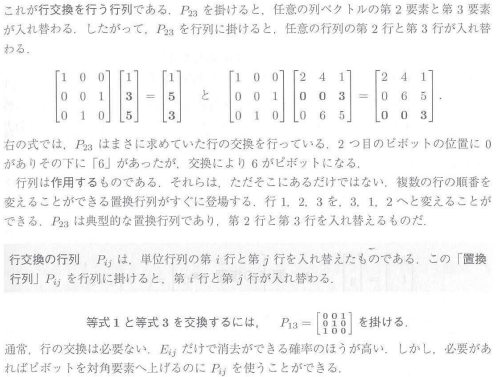 これが行交換を行う行列である．P₂₃ を掛けると，任意の列ベクトルの第 2 要素と第 3 要素
が入れ替わる．したがって，P₂₃ を行列に掛けると，任意の行列の第 2 行と第 3 行が入れ替
わる．
[1 0 0; 0 0 1; 0 1 0] [1; 3; 5] = [1; 5; 3] と [1 0 0; 0 0 1; 0 1 0] [2 4 1; 0 0 3; 0 6 5] = [2 4 1; 0 6 5; 0 0 3] .
右の式では，P₂₃ はまさに求めていた行の交換を行っている．2 つ目のピボットの位置に 0
がありその下に「6」があったが，交換により 6 がピボットになる．
行列は作用するものである．それらは，ただそこにあるだけではない．複数の行の順番を
変えることができる置換行列がすぐに登場する．行 1, 2, 3 を，3, 1, 2 へと変えることが
できる．P₂₃ は典型的な置換行列であり，第 2 行と第 3 行を入れ替えるものだ．
行交換の行列 Pᵢⱼ は，単位行列の第 i 行と第 j 行を入れ替えたものである．この「置換
行列」Pᵢⱼ を行列に掛けると，第 i 行と第 j 行が入れ替わる．
等式 1 と等式 3 を交換するには， P₁₃ = [0 0 1; 0 1 0; 1 0 0] を掛ける．
通常，行の交換は必要ない．Eᵢⱼ だけで消去ができる確率のほうが高い．しかし，必要があ
ればピボットを対角要素へ上げるのに Pᵢⱼ を使うことができる．